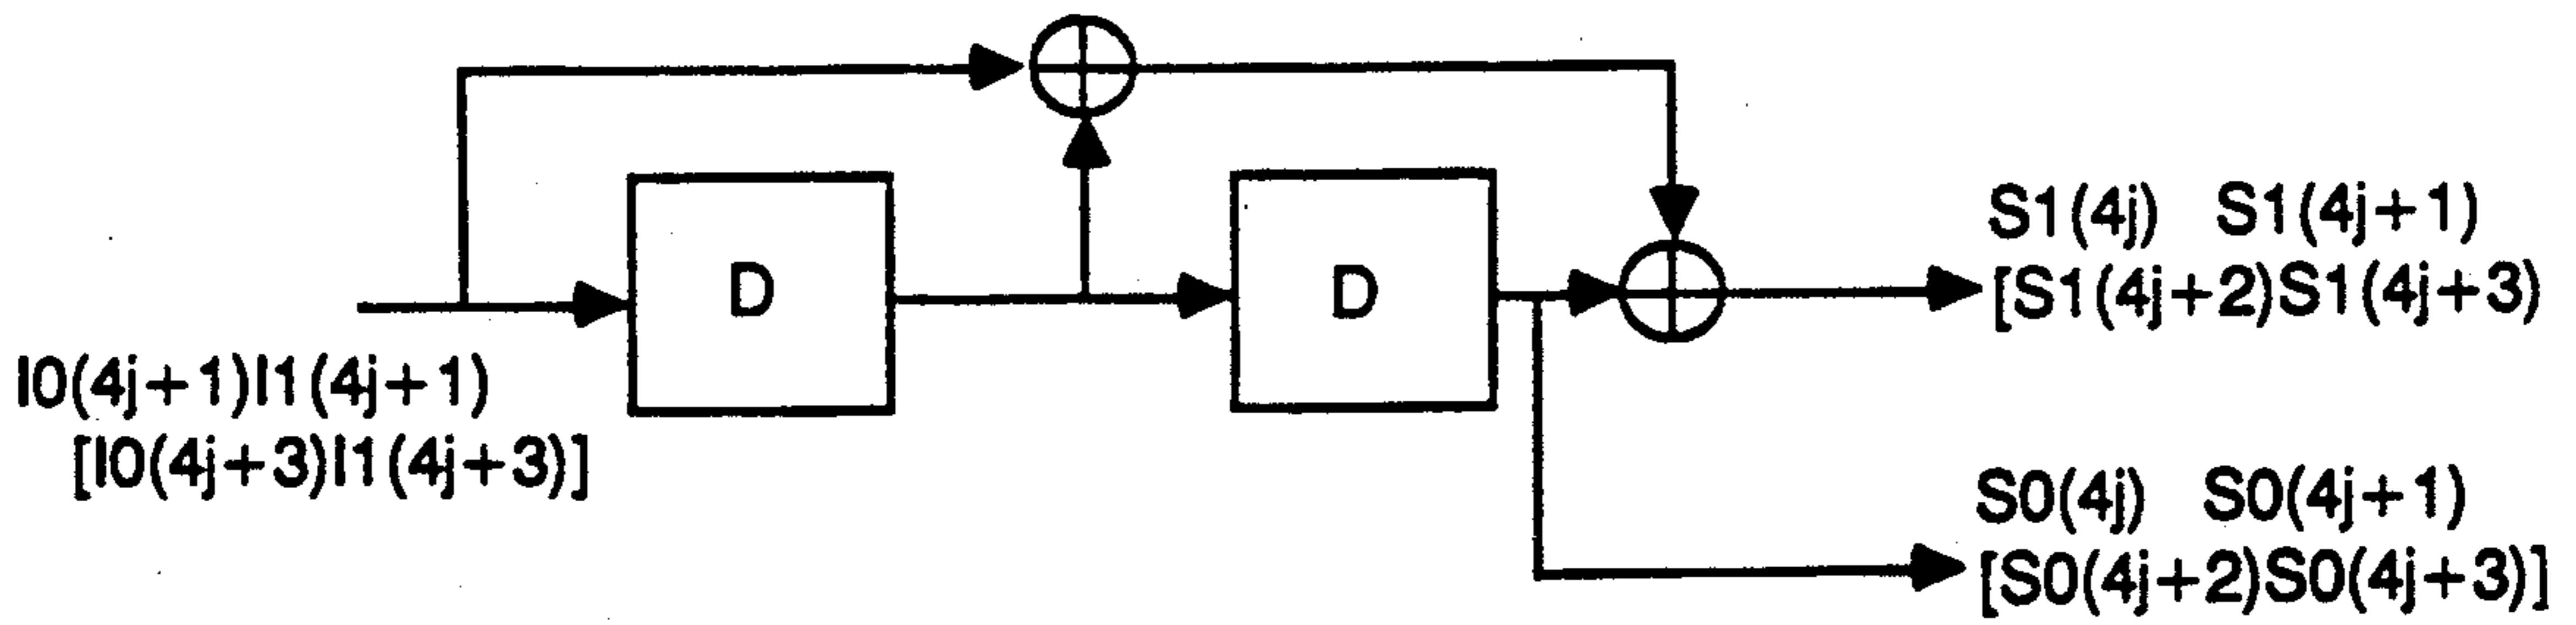 D
D
S1(4j) S1(4j+1)
[S1(4j+2)S1(4j+3)
I0(4j+1)I1(4j+1)
[I0(4j+3)I1(4j+3)]
S0(4j) S0(4j+1)
[S0(4j+2)S0(4j+3)]